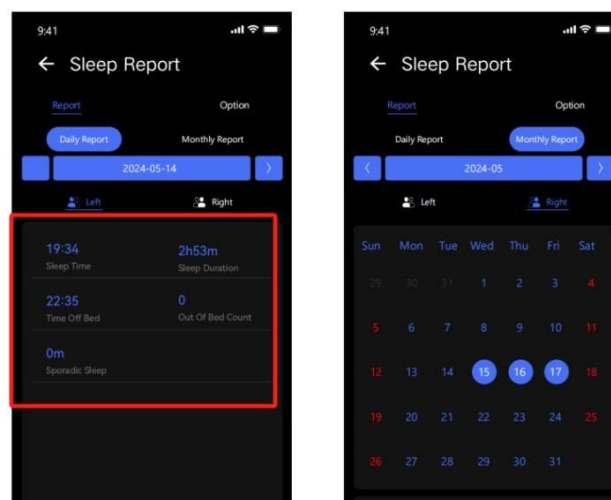 9:41
Sleep Report
Report Option
Daily Report Monthly Report
2024-05-14
Left Right
19:34 2h53m
Sleep Time Sleep Duration
22:35 0
Time Off Bed Out Of Bed Count
0m
Sporadic Sleep
9:41
Sleep Report
Report Option
Daily Report Monthly Report
2024-05
Left Right
Sun Mon Tue Wed Thu Fri Sat
29 30 31 1 2 3 4
5 6 7 8 9 10 11
12 13 14 15 16 17 18
19 20 21 22 23 24 25
26 27 28 29 30 31